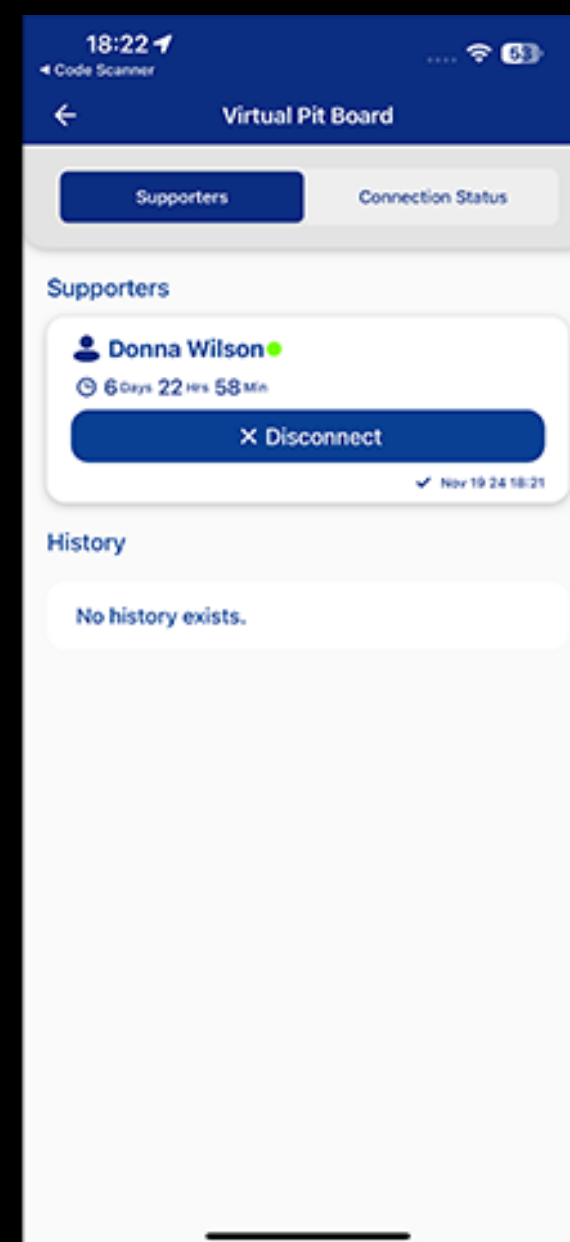 18:22
53
◀ Code Scanner
Virtual Pit Board
Supporters
Connection Status
Supporters
Donna Wilson
6 Days 22 Hrs 58 Min
× Disconnect
✓ Nov 19 24 18:21
History
No history exists.